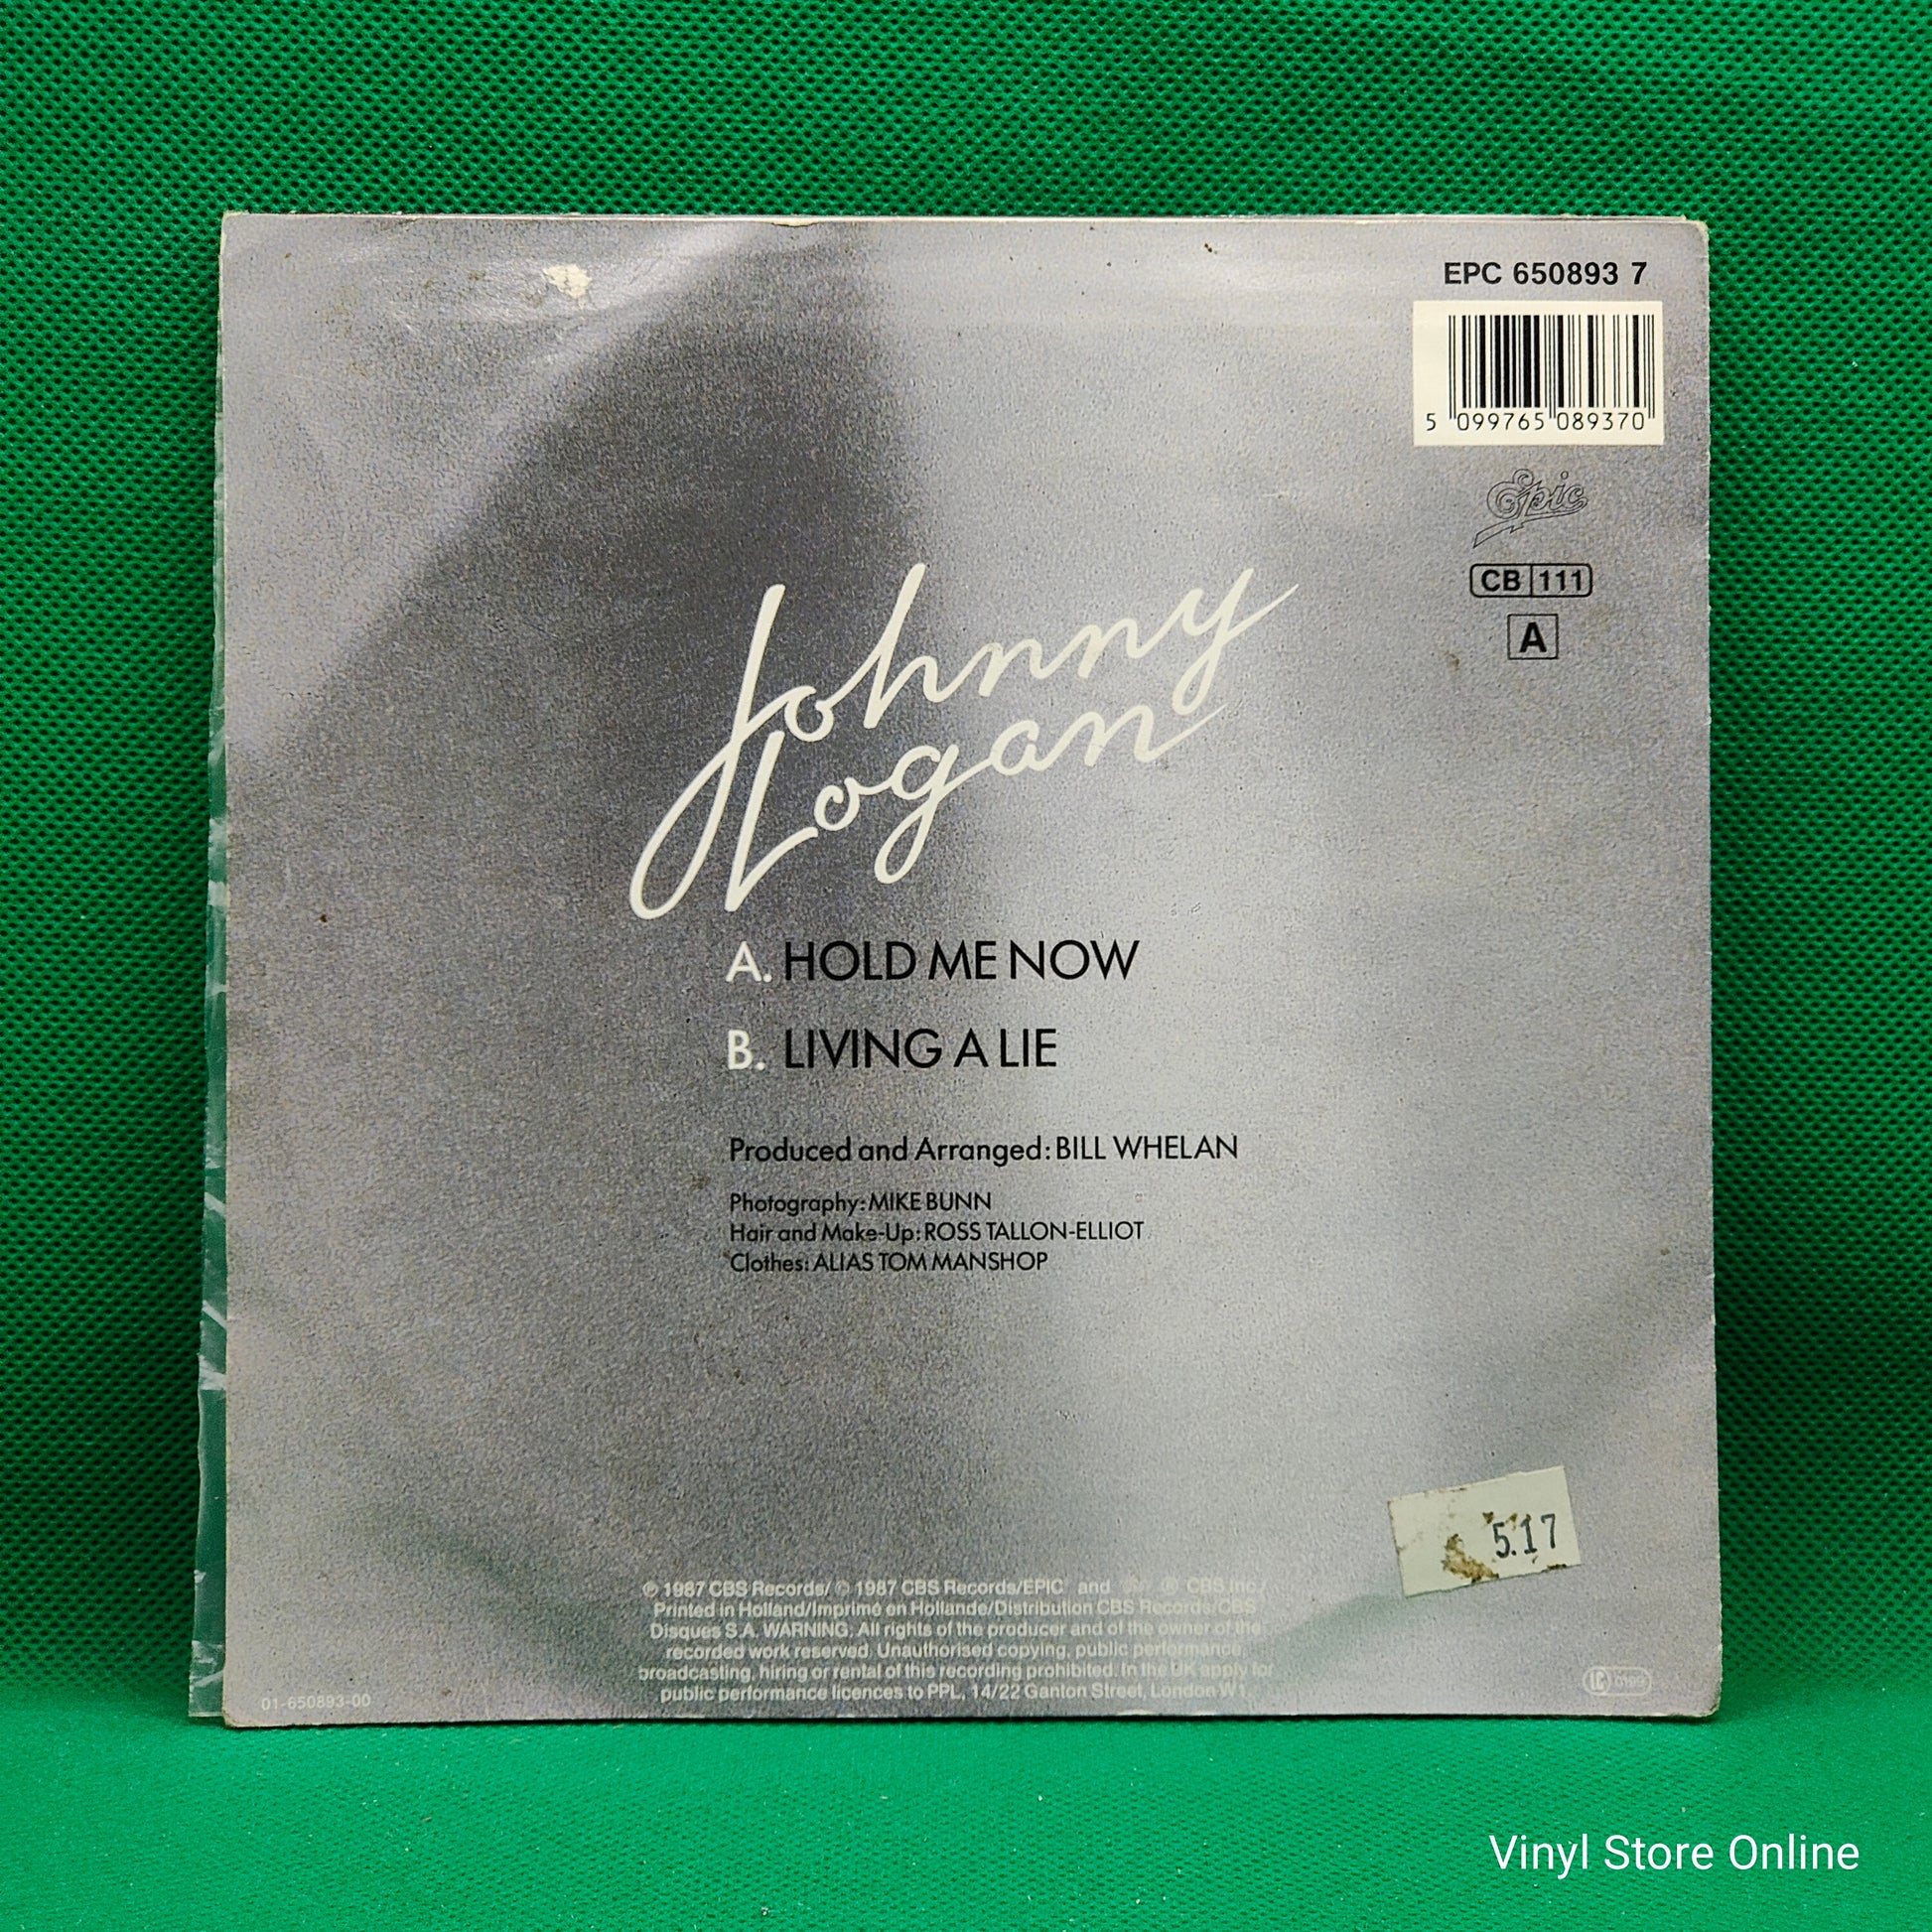 EPC 650893 7
5 099765 089370
Epic
CB 111
A
Johnny
Logan
A. HOLD ME NOW
B. LIVING A LIE
Produced and Arranged: BILL WHELAN
Photography: MIKE BUNN
Hair and Make-Up: ROSS TALLON-ELLIOT
Clothes: ALIAS TOM MANSHOP
5.17
℗ 1987 CBS Records/ © 1987 CBS Records/EPIC and CBS Inc./
Printed in Holland/Imprimé en Hollande/Distribution CBS Records/CBS
Disques S.A. WARNING; All rights of the producer and of the owner of the
recorded work reserved. Unauthorised copying, public performance,
broadcasting, hiring or rental of this recording prohibited. In the UK apply for
public performance licences to PPL, 14/22 Ganton Street, London W1.
01-650893-00
LC
Vinyl Store Online